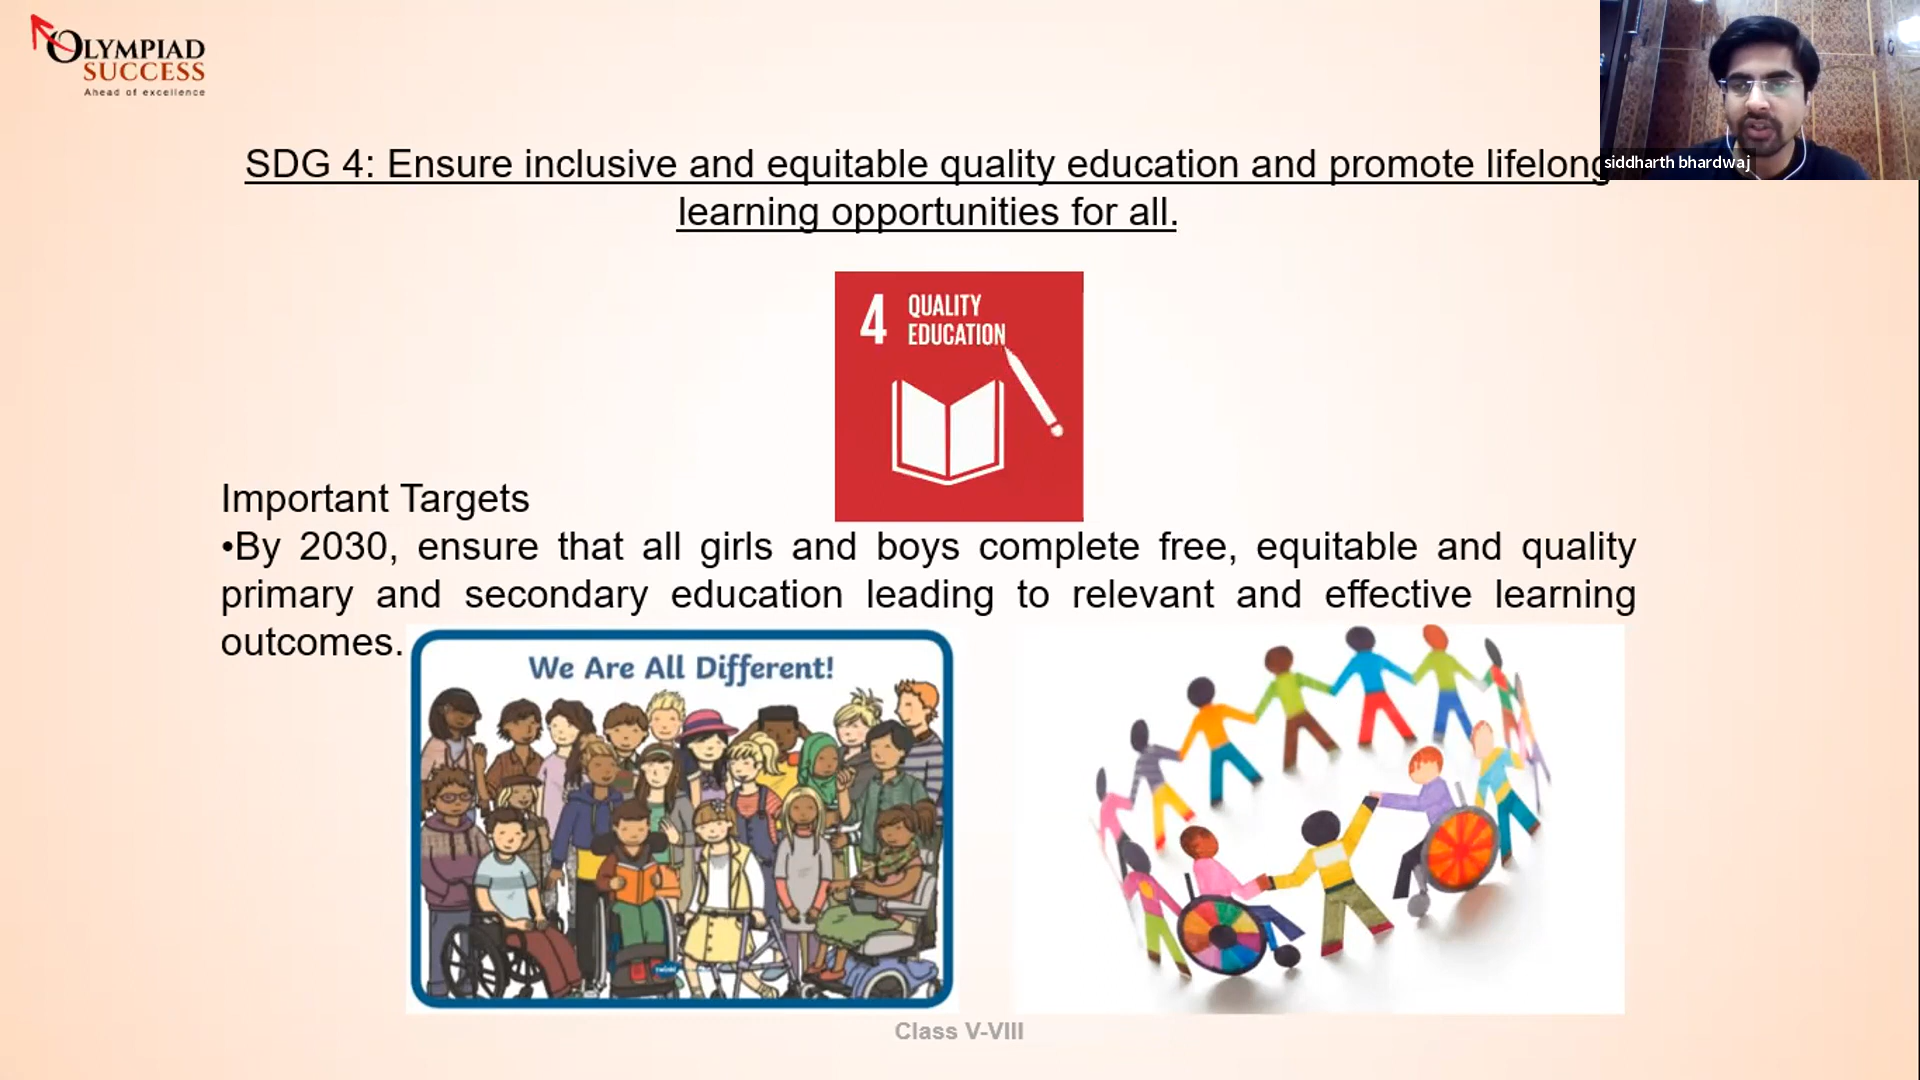 OLYMPIAD
SUCCESS
Ahead of excellence
siddharth bhardwaj
SDG 4: Ensure inclusive and equitable quality education and promote lifelong
learning opportunities for all.
4 QUALITY
EDUCATION
Important Targets
•By 2030, ensure that all girls and boys complete free, equitable and quality
primary and secondary education leading to relevant and effective learning
outcomes.
We Are All Different!
twinkl
Class V-VIII